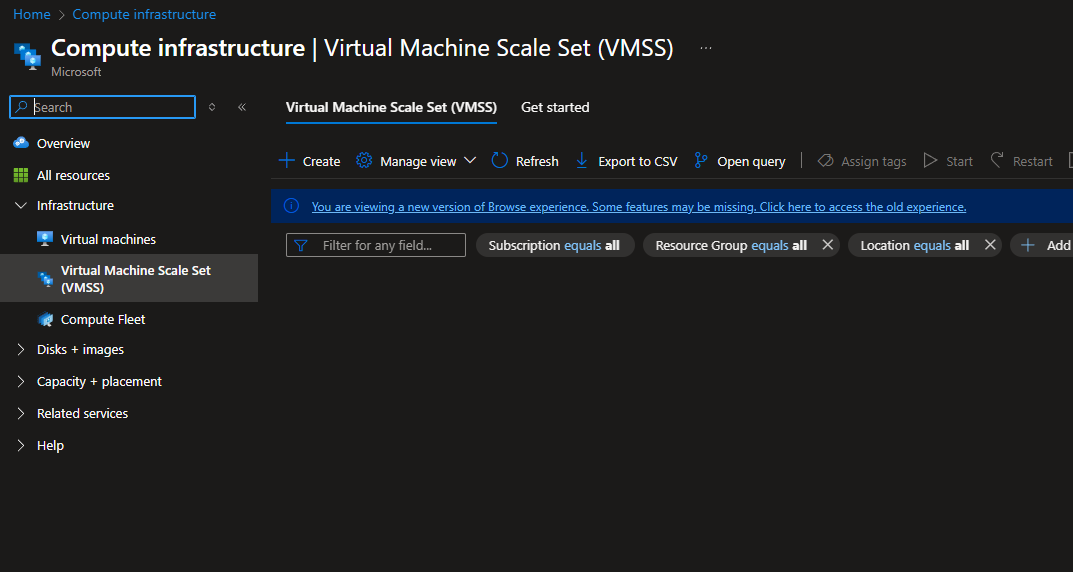 Home > Compute infrastructure
Compute infrastructure | Virtual Machine Scale Set (VMSS) ...
Microsoft
Search
Overview
All resources
Infrastructure
Virtual machines
Virtual Machine Scale Set
(VMSS)
Compute Fleet
Disks + images
Capacity + placement
Related services
Help
Virtual Machine Scale Set (VMSS) Get started
Create Manage view Refresh Export to CSV Open query Assign tags Start Restart
You are viewing a new version of Browse experience. Some features may be missing. Click here to access the old experience.
Filter for any field... Subscription equals all Resource Group equals all Location equals all Add